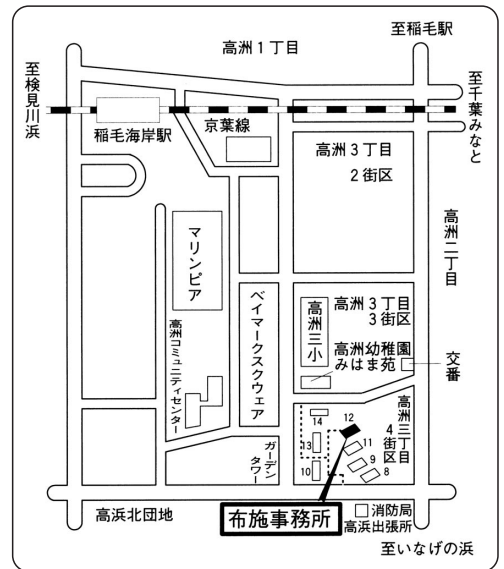 至稲毛駅
高洲1丁目
至検見川浜
至千葉みなと
稲毛海岸駅
京葉線
高洲3丁目
2街区
高洲二丁目
マリンピア
ベイマークスクウェア
高洲三小
高洲3丁目
3街区
高洲幼稚園
みはま苑
交番
高洲コミュニティセンター
高洲三丁目
4街区
14
12
13
11
10
9
8
ガーデン
タワー
布施事務所
高浜北団地
消防局
高浜出張所
至いなげの浜